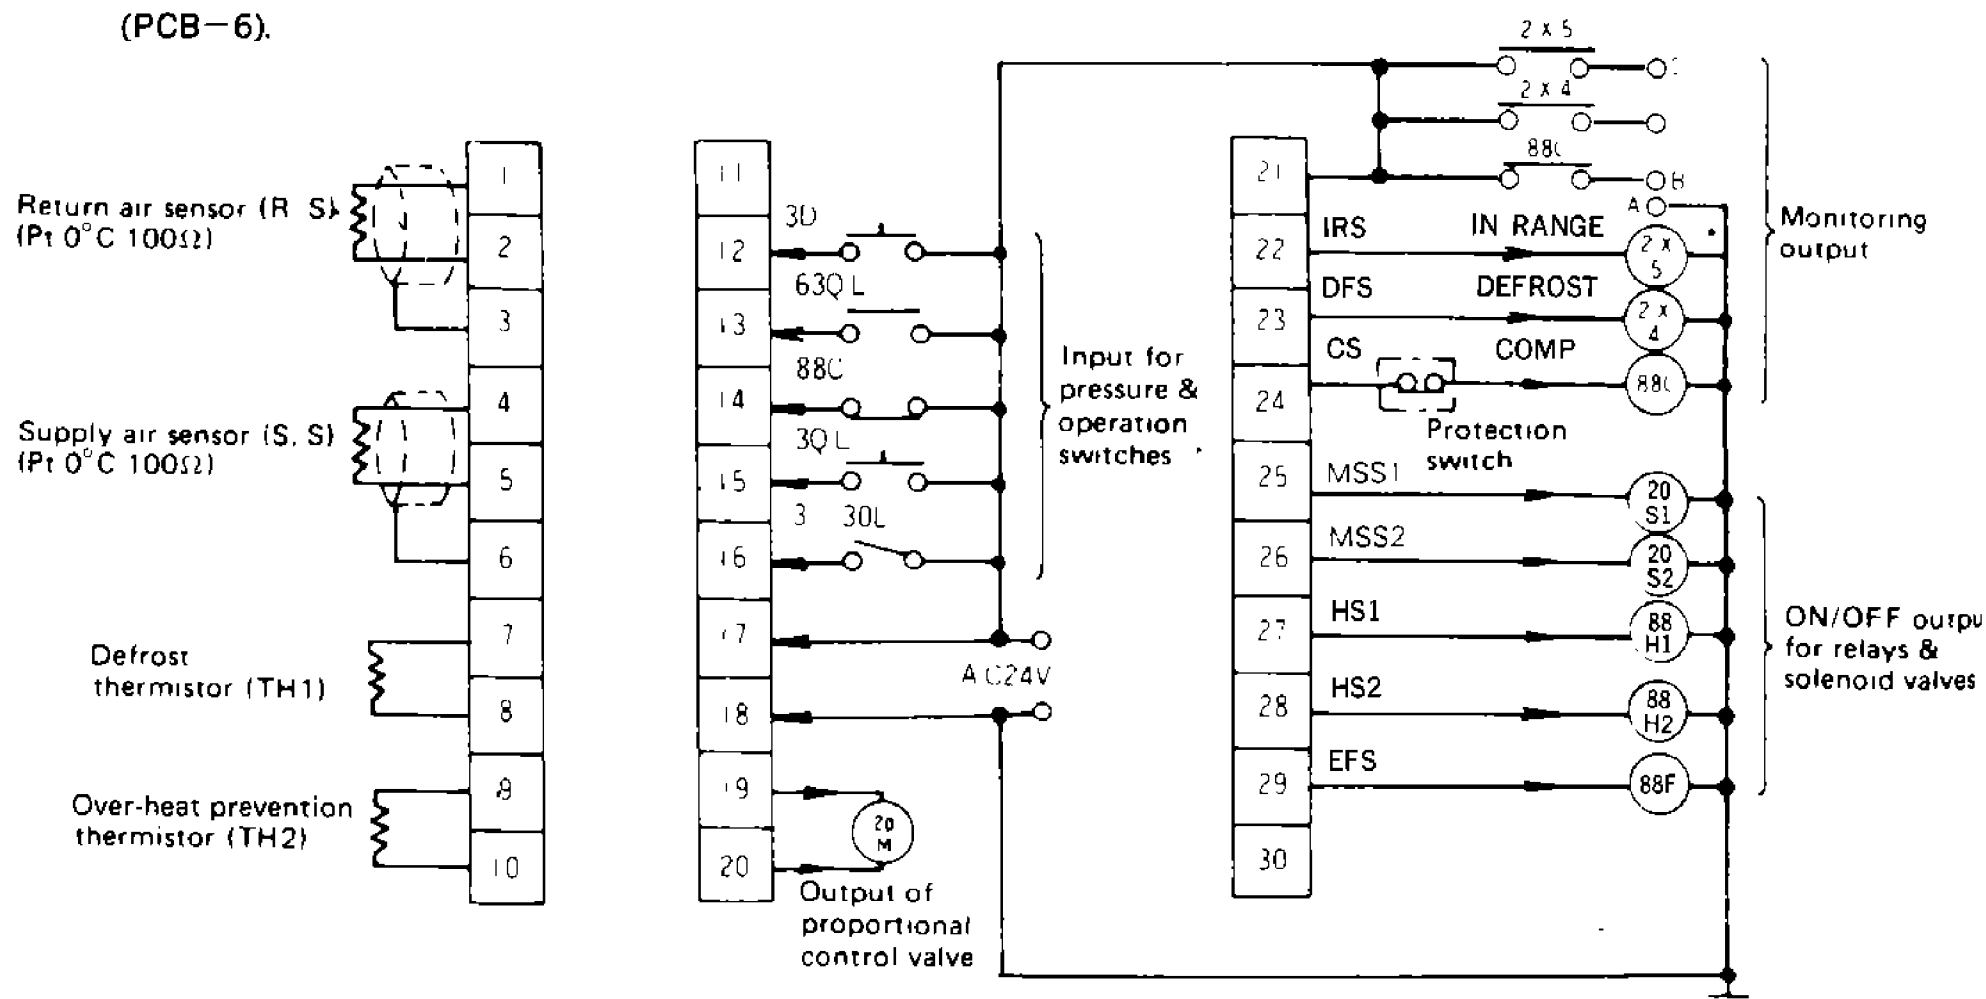 (PCB−6).
Return air sensor (R S)
(Pt 0°C 100Ω)
Supply air sensor (S. S)
(Pt 0°C 100Ω)
Defrost
thermistor (TH1)
Over-heat prevention
thermistor (TH2)
1
2
3
4
5
6
7
8
9
10
11
12
13
14
15
16
17
18
19
20
3D
63QL
88C
3QL
3 30L
AC24V
20
M
Output of
proportional
control valve
Input for
pressure &
operation
switches
21
22
23
24
25
26
27
28
29
30
2 X 5
2 X 4
88C
B
A
IRS IN RANGE
2 X
5
DFS DEFROST
2 X
4
CS COMP
88C
Protection
switch
MSS1
20
S1
MSS2
20
S2
HS1
88
H1
HS2
88
H2
EFS
88F
Monitoring
output
ON/OFF outpu
for relays &
solenoid valves